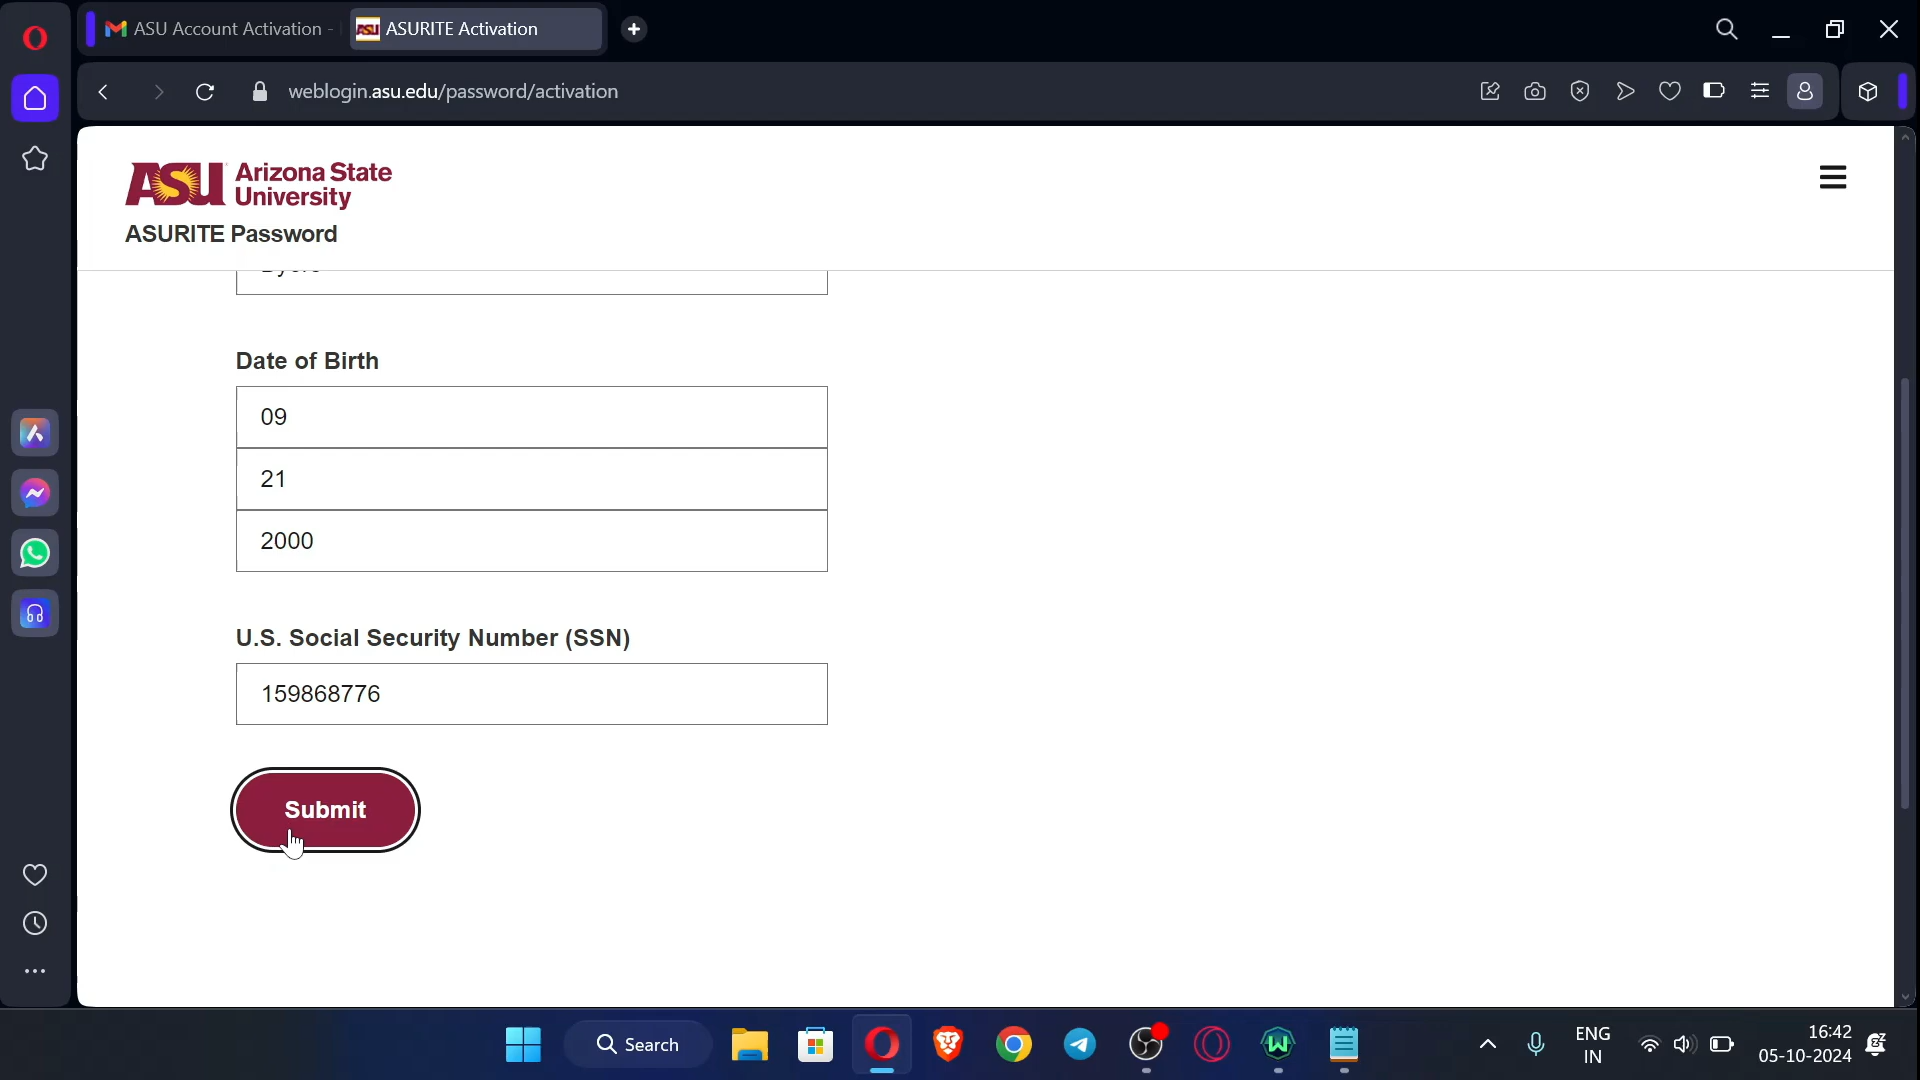 ASU Account Activation -
ASURITE Activation
weblogin.asu.edu/password/activation
ASU Arizona State University
ASURITE Password
Date of Birth
09
21
2000
U.S. Social Security Number (SSN)
159868776
Submit
Search
ENG
IN
16:42
05-10-2024